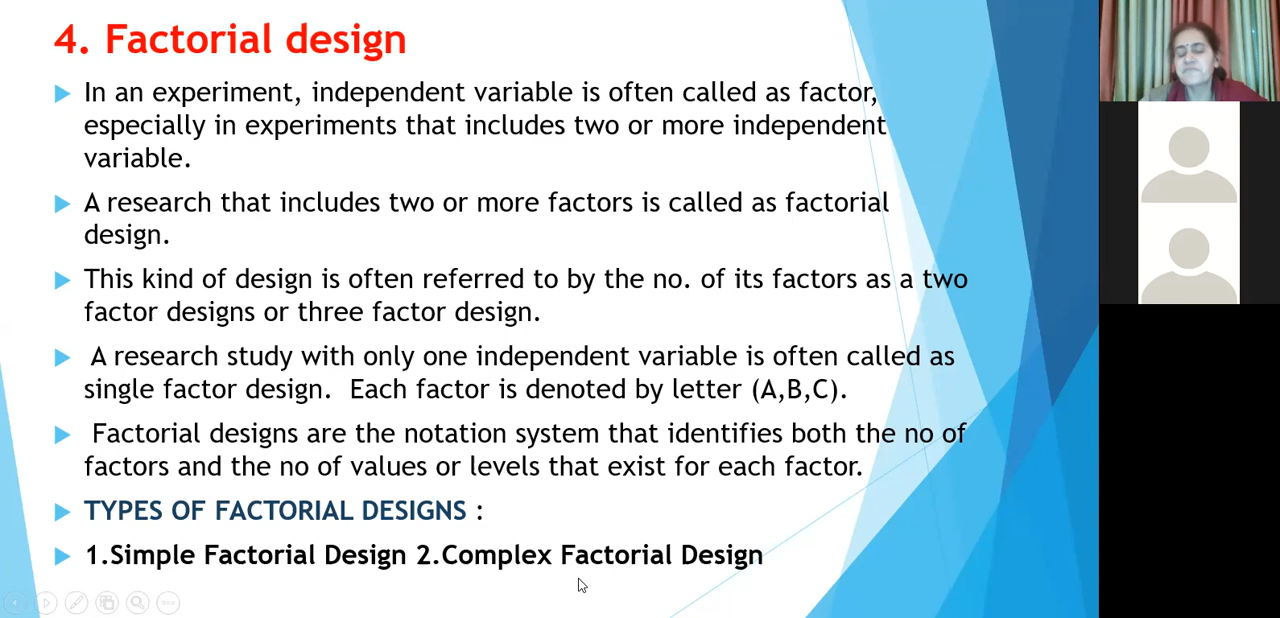 4. Factorial design
In an experiment, independent variable is often called as factor,
especially in experiments that includes two or more independent
variable.
A research that includes two or more factors is called as factorial
design.
This kind of design is often referred to by the no. of its factors as a two
factor designs or three factor design.
A research study with only one independent variable is often called as
single factor design. Each factor is denoted by letter (A,B,C).
Factorial designs are the notation system that identifies both the no of
factors and the no of values or levels that exist for each factor.
TYPES OF FACTORIAL DESIGNS :
1.Simple Factorial Design 2.Complex Factorial Design